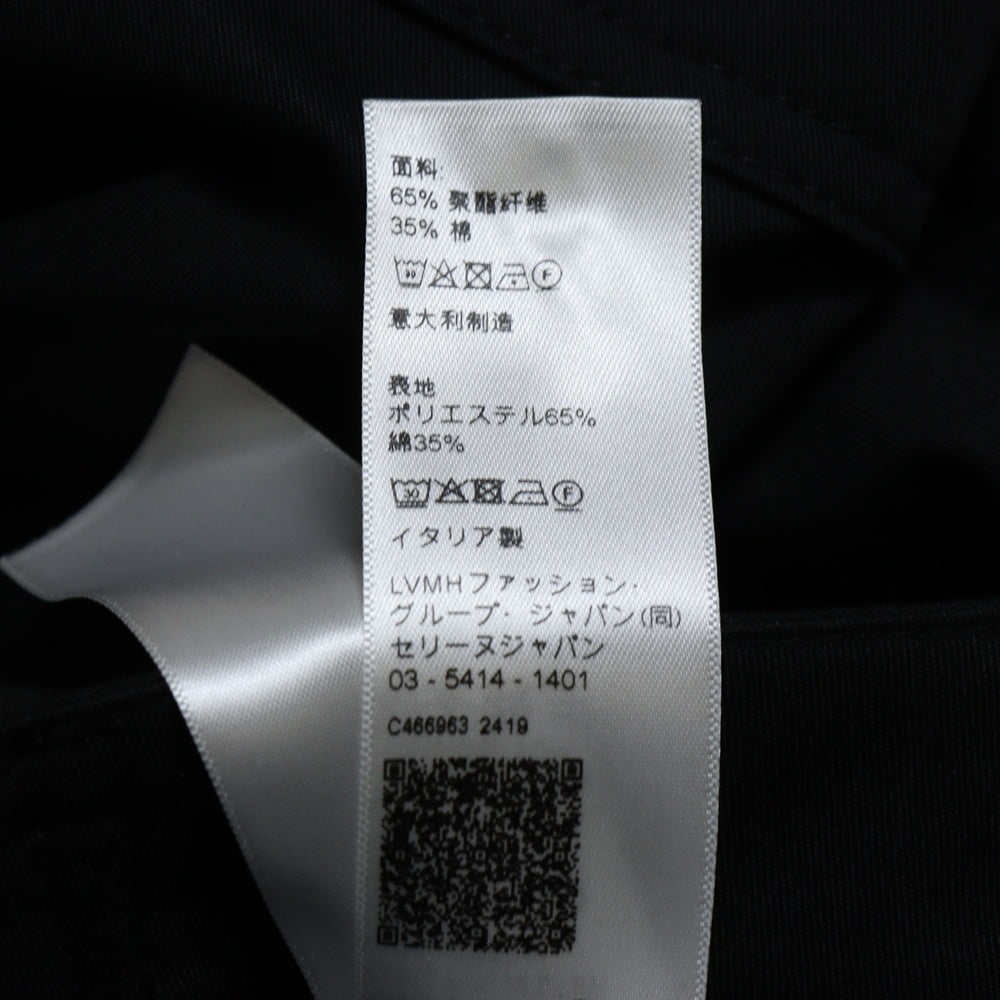 面料:
65% 聚酯纤维
35% 棉
30 F
意大利制造
表地
ポリエステル65%
綿35%
30 F
イタリア製
LVMHファッション・
グループ・ジャパン(同)
セリーヌジャパン
03 - 5414 - 1401
C466963 2419